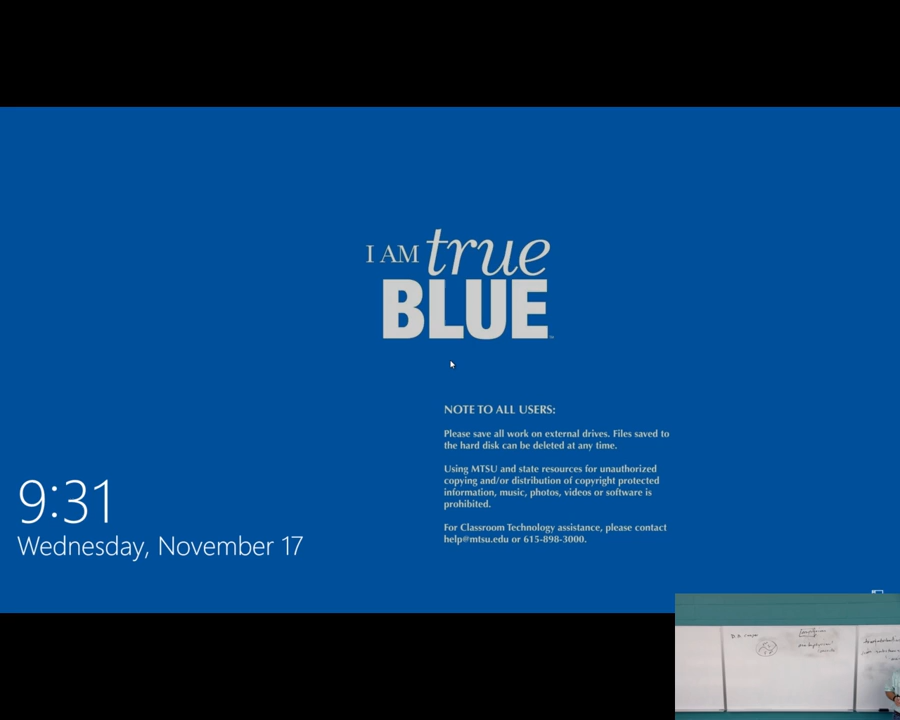 I AM true
BLUE
NOTE TO ALL USERS:
Please save all work on external drives. Files saved to
the hard disk can be deleted at any time.
Using MTSU and state resources for unauthorized
copying and/or distribution of copyright protected
information, music, photos, videos or software is
prohibited.
For Classroom Technology assistance, please contact
help@mtsu.edu or 615-898-3000.
9:31
Wednesday, November 17